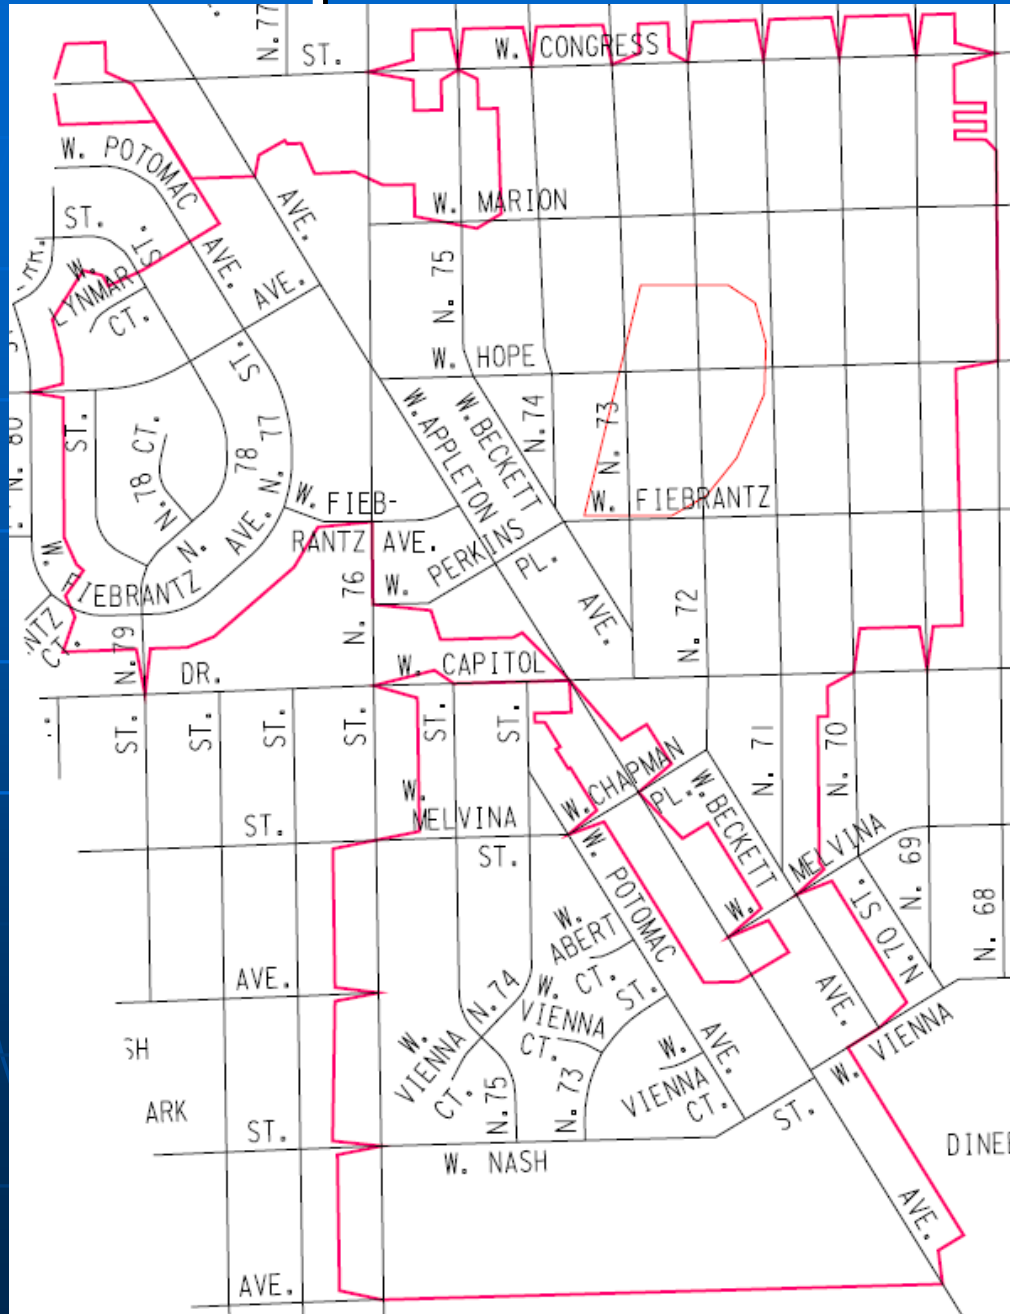 N. 77
ST.
W. CONGRESS
W. POTOMAC
AVE.
W. MARION
ST.
ST.
AVE.
AVE.
W.
LYNMAR
CT.
N. 75
W. HOPE
ST.
N. 73
N. 74
W. BECKETT
W. APPLETON
ST.
N. 78 CT.
78
N. 77
N. 80
W. FIEBRANTZ
W. FIEB-
RANTZ AVE.
N.
AVE.
W.
FIEBRANTZ
W. PERKINS
PL.
N. 76
AVE.
N. 72
CT.
N. 79
DR.
W. CAPITOL
ST.
ST.
ST.
ST.
ST.
ST.
N. 71
N. 70
W. CHAPMAN
PL.
W. BECKETT
W.
MELVINA
ST.
ST.
W.
MELVINA
N. 69
N. 68
W. POTOMAC
N. 70 ST.
W.
ABERT
CT.
AVE.
N. 74
W.
VIENNA
CT.
ST.
W.
VIENNA
CT.
AVE.
AVE.
W. VIENNA
SH
ARK
ST.
N. 75
N. 73
W.
VIENNA
CT.
ST.
W. NASH
DINE
AVE.
AVE.